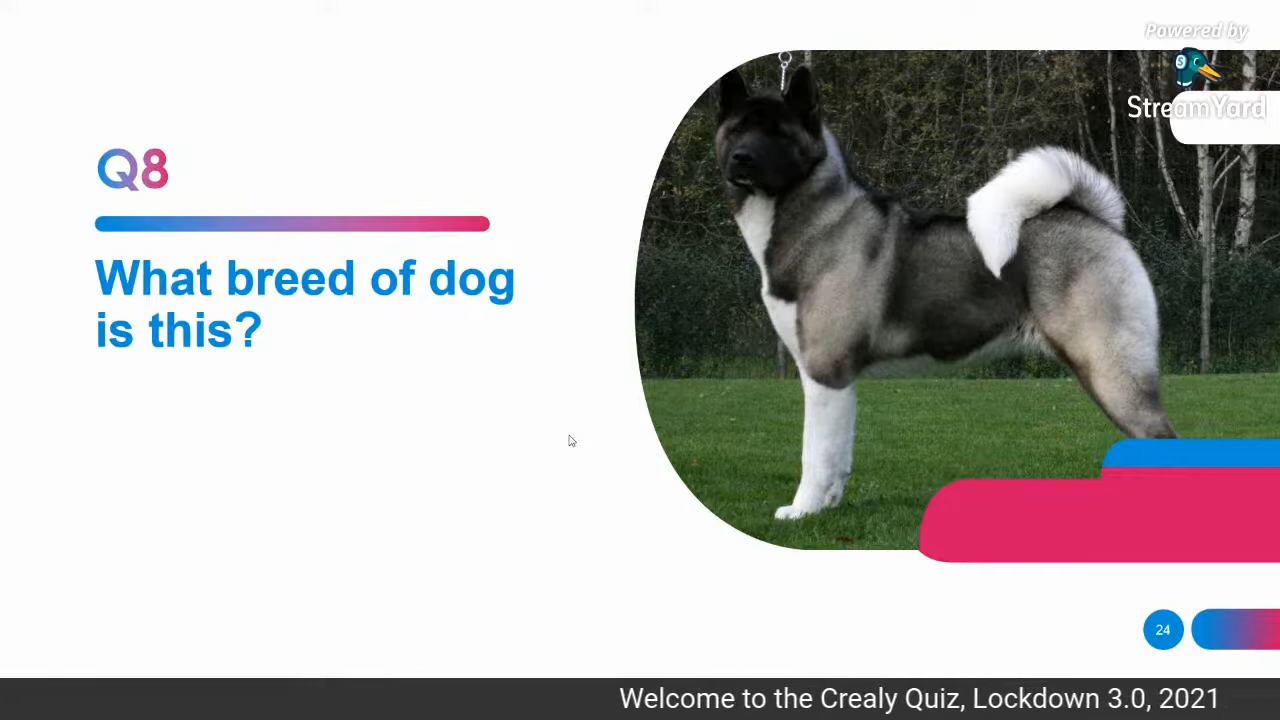 Powered by
StreamYard
Q8
What breed of dog
is this?
24
Welcome to the Crealy Quiz, Lockdown 3.0, 2021